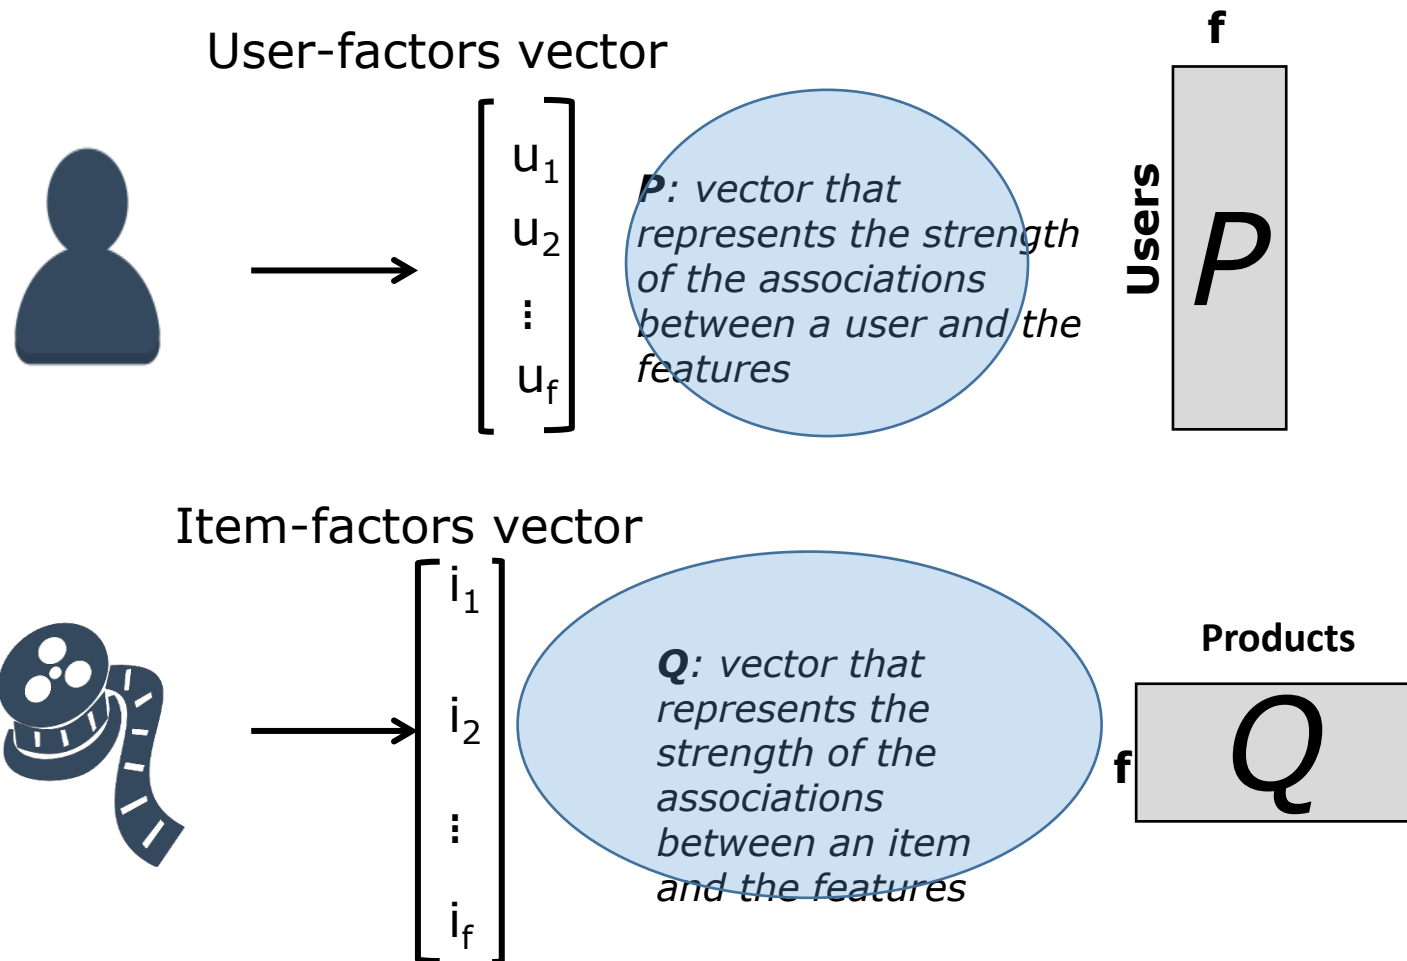 User-factors vector
f
u1
u2
⋮
uf
P: vector that
represents the strength
of the associations
between a user and the
features
Users
P
Item-factors vector
i1
i2
⋮
if
Q: vector that
represents the
strength of the
associations
between an item
and the features
Products
f
Q